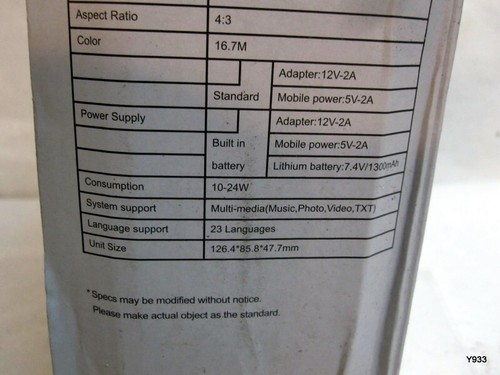 Aspect Ratio 4:3
Color 16.7M
Adapter:12V-2A
Standard Mobile power:5V-2A
Power Supply Adapter:12V-2A
Built in Mobile power:5V-2A
battery Lithium battery:7.4V/1300mAh
Consumption 10-24W
System support Multi-media(Music,Photo,Video,TXT)
Language support 23 Languages
Unit Size 126.4*85.8*47.7mm
*Specs may be modified without notice.
Please make actual object as the standard.
Y933